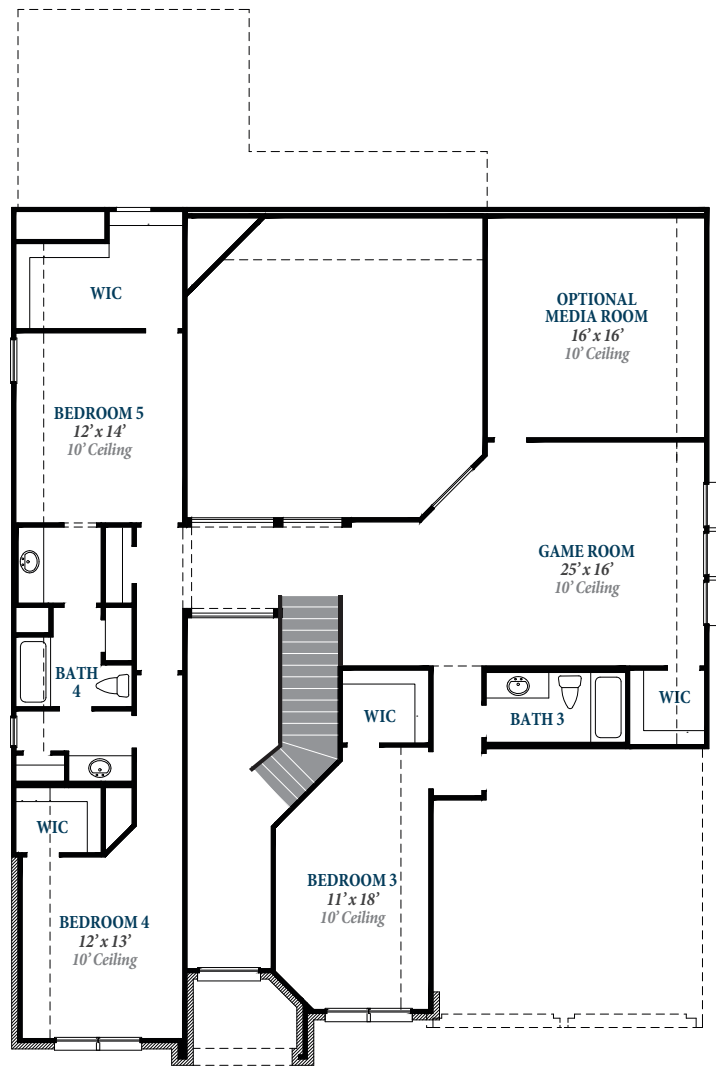 WIC
OPTIONAL
MEDIA ROOM
16’ x 16’
10’ Ceiling
BEDROOM 5
12’ x 14’
10’ Ceiling
GAME ROOM
25’ x 16’
10’ Ceiling
BATH
4
WIC
BATH 3
WIC
WIC
BEDROOM 3
11’ x 18’
10’ Ceiling
BEDROOM 4
12’ x 13’
10’ Ceiling